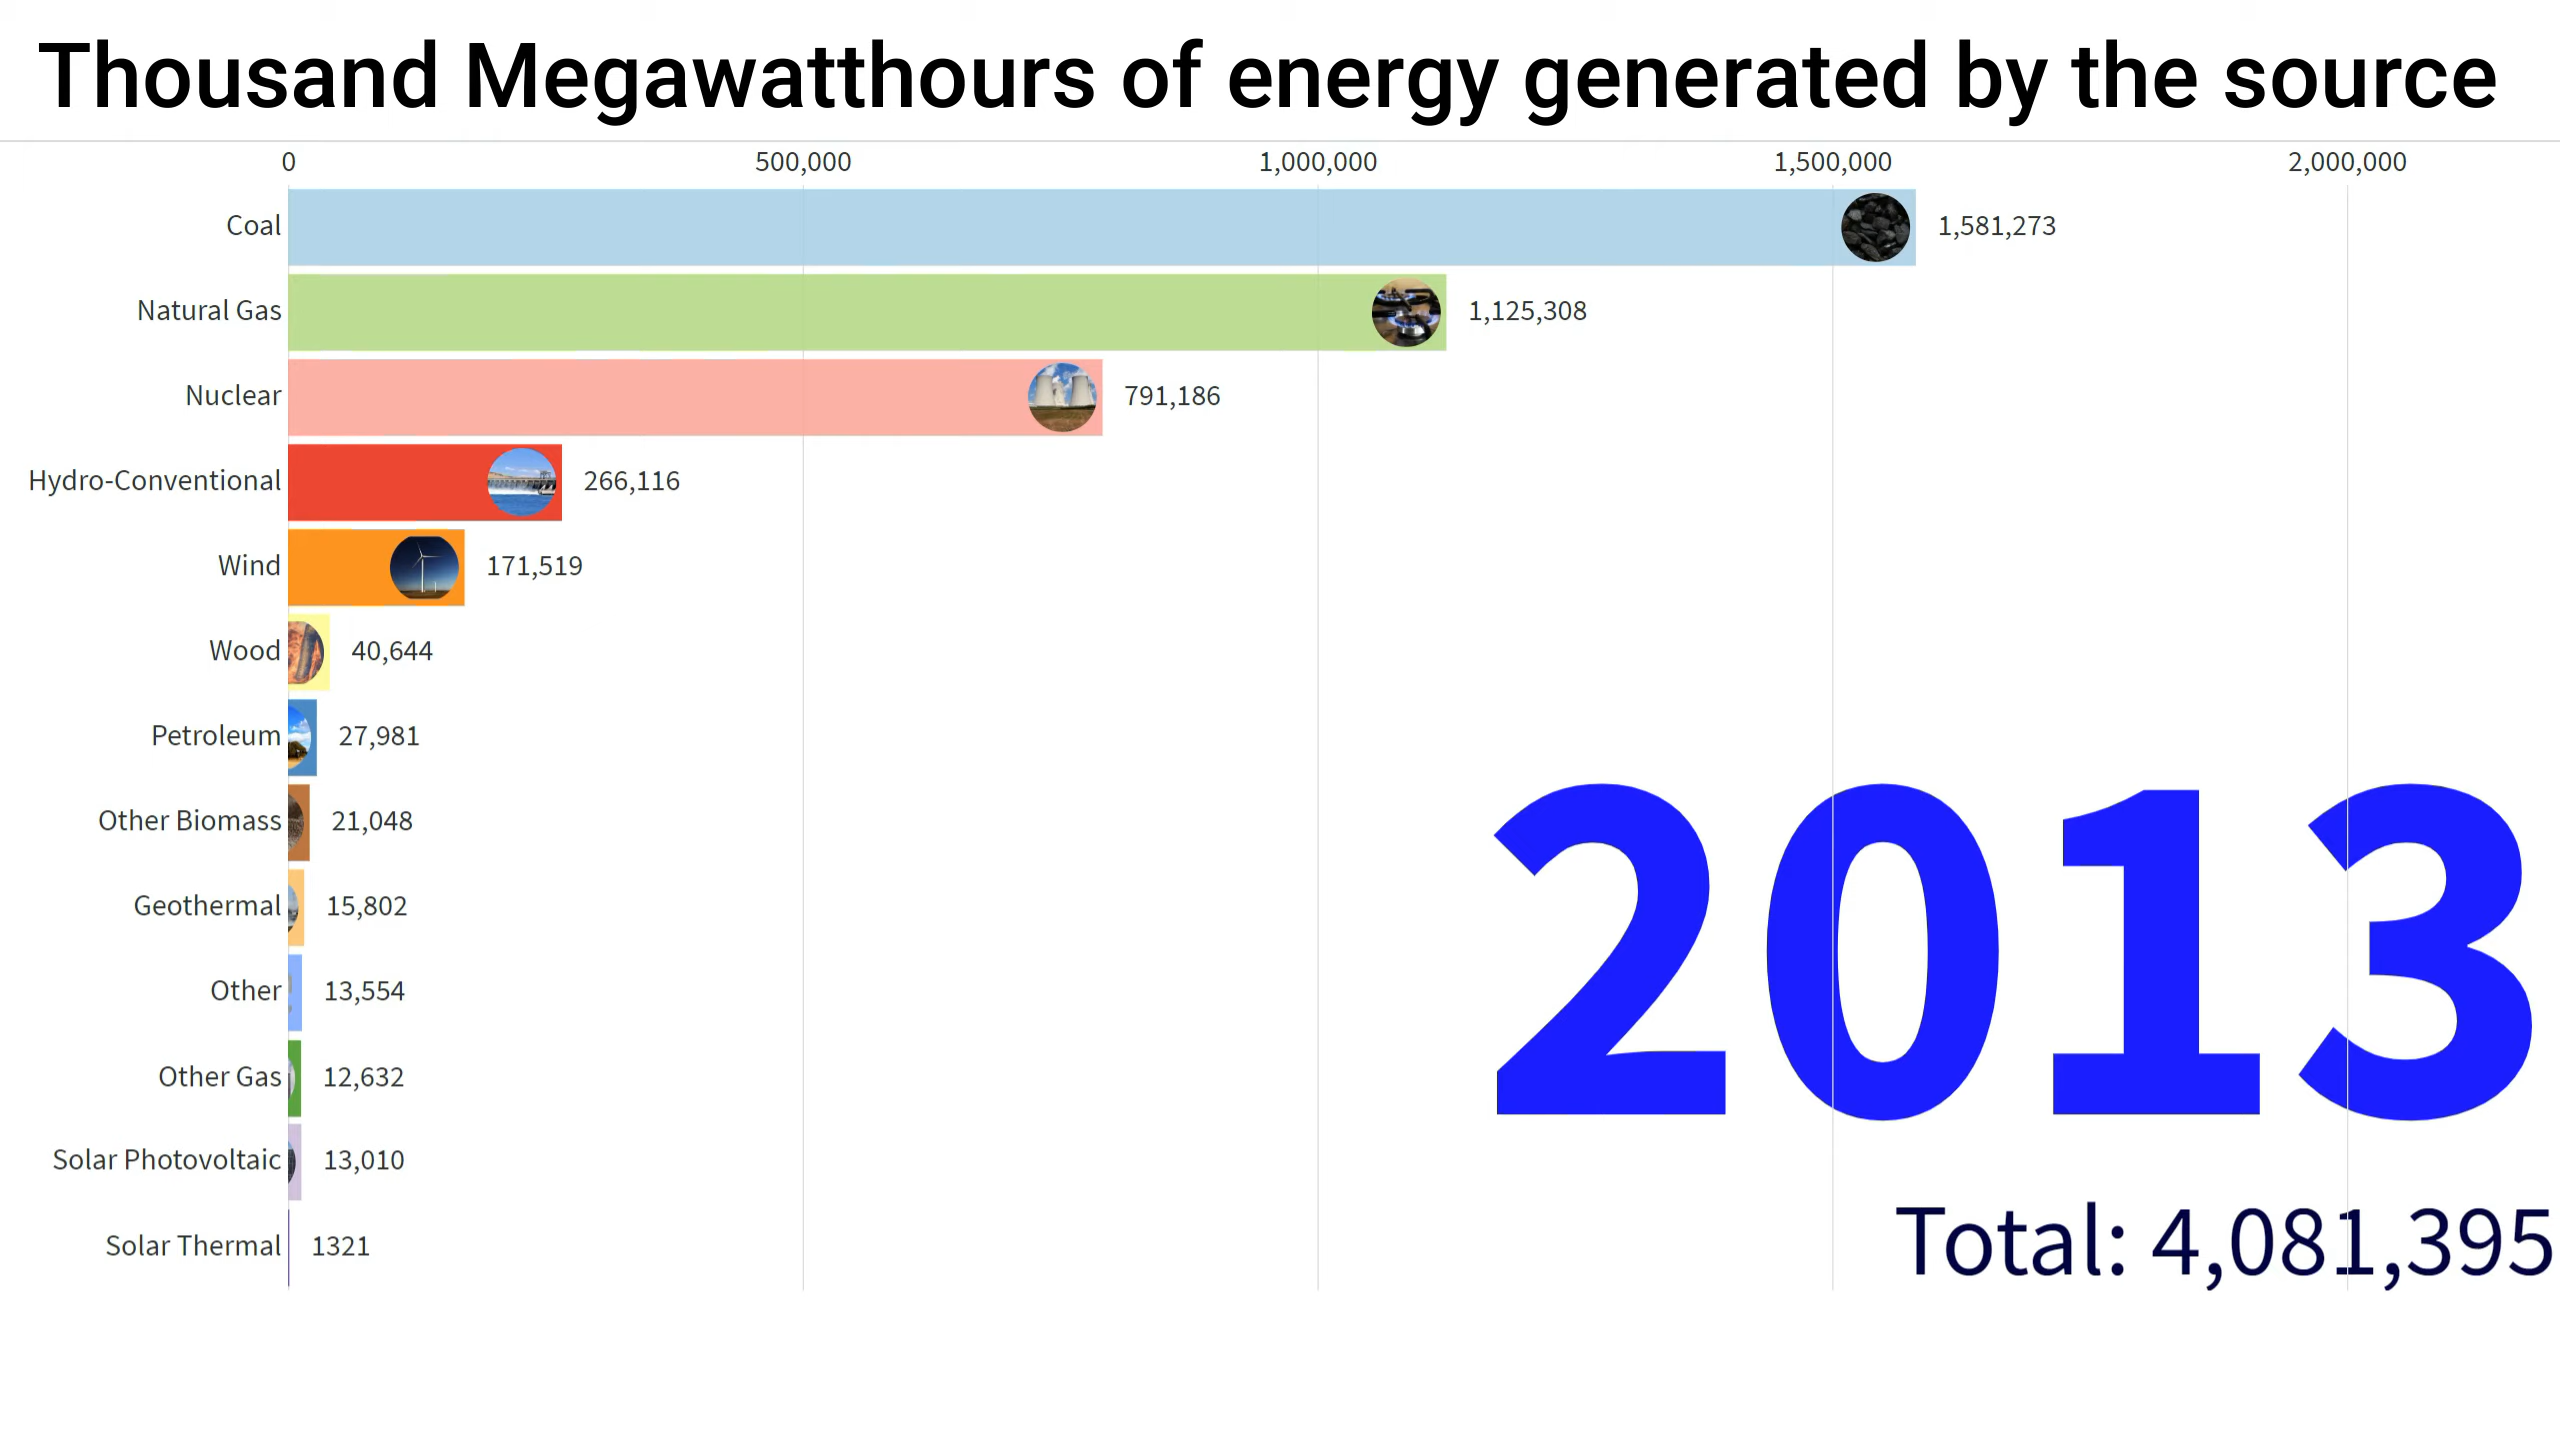 Thousand Megawatthours of energy generated by the source
0 500,000 1,000,000 1,500,000 2,000,000
Coal 1,581,273
Natural Gas 1,125,308
Nuclear 791,186
Hydro-Conventional 266,116
Wind 171,519
Wood 40,644
Petroleum 27,981
Other Biomass 21,048
Geothermal 15,802
Other 13,554
Other Gas 12,632
Solar Photovoltaic 13,010
Solar Thermal 1321
2013
Total: 4,081,395